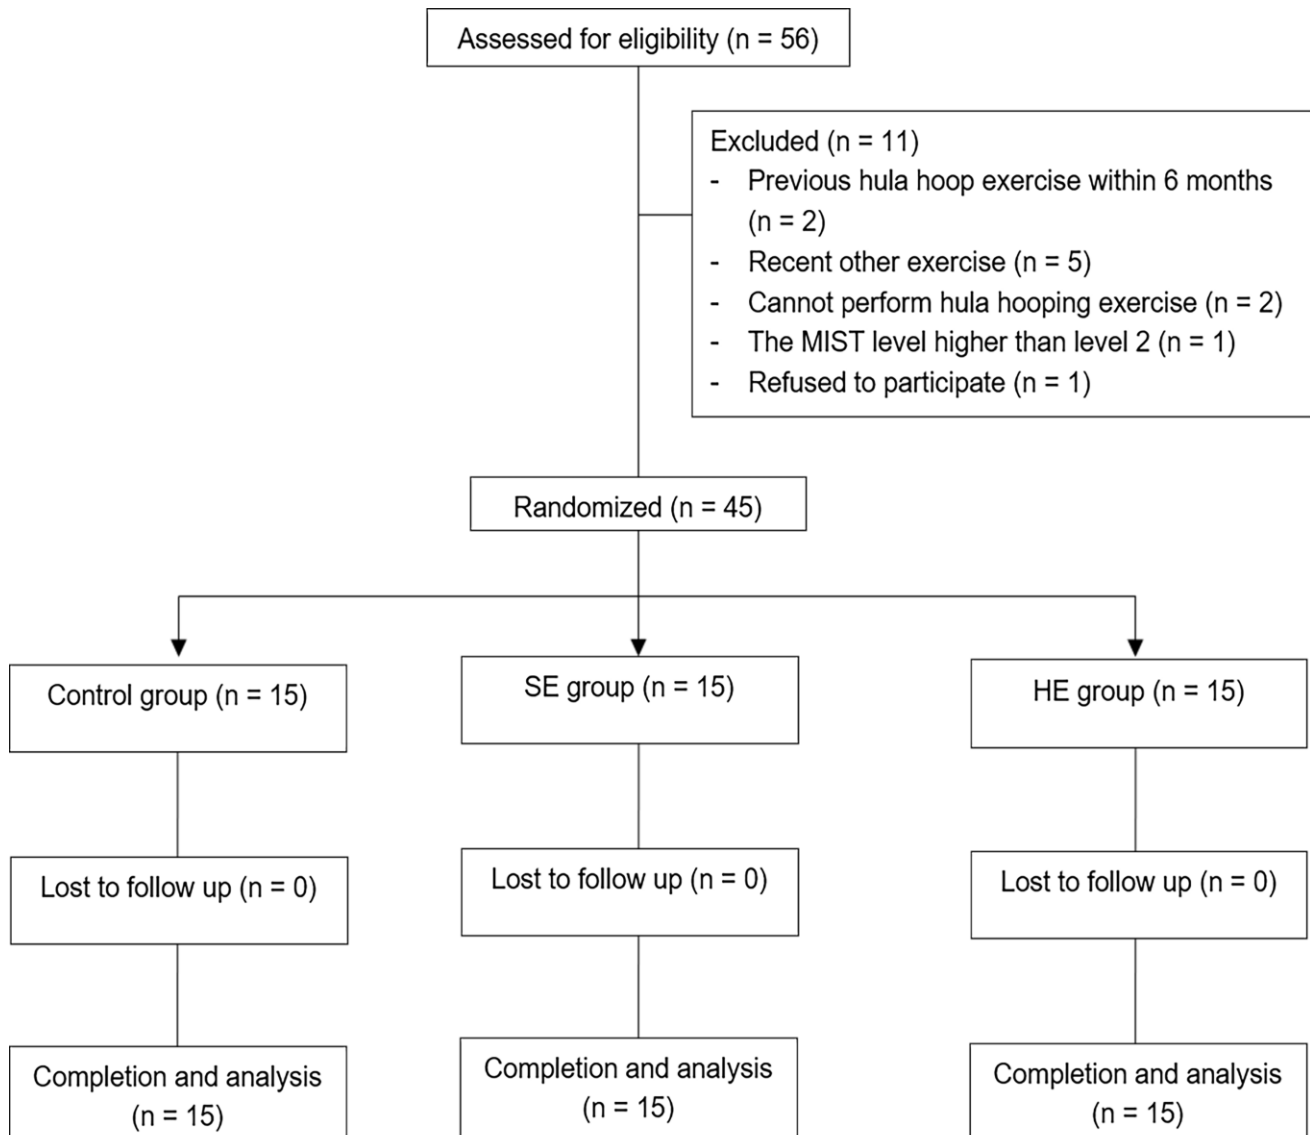 Assessed for eligibility (n = 56)
Excluded (n = 11)
- Previous hula hoop exercise within 6 months
(n = 2)
- Recent other exercise (n = 5)
- Cannot perform hula hooping exercise (n = 2)
- The MIST level higher than level 2 (n = 1)
- Refused to participate (n = 1)
Randomized (n = 45)
Control group (n = 15)
SE group (n = 15)
HE group (n = 15)
Lost to follow up (n = 0)
Lost to follow up (n = 0)
Lost to follow up (n = 0)
Completion and analysis
(n = 15)
Completion and analysis
(n = 15)
Completion and analysis
(n = 15)